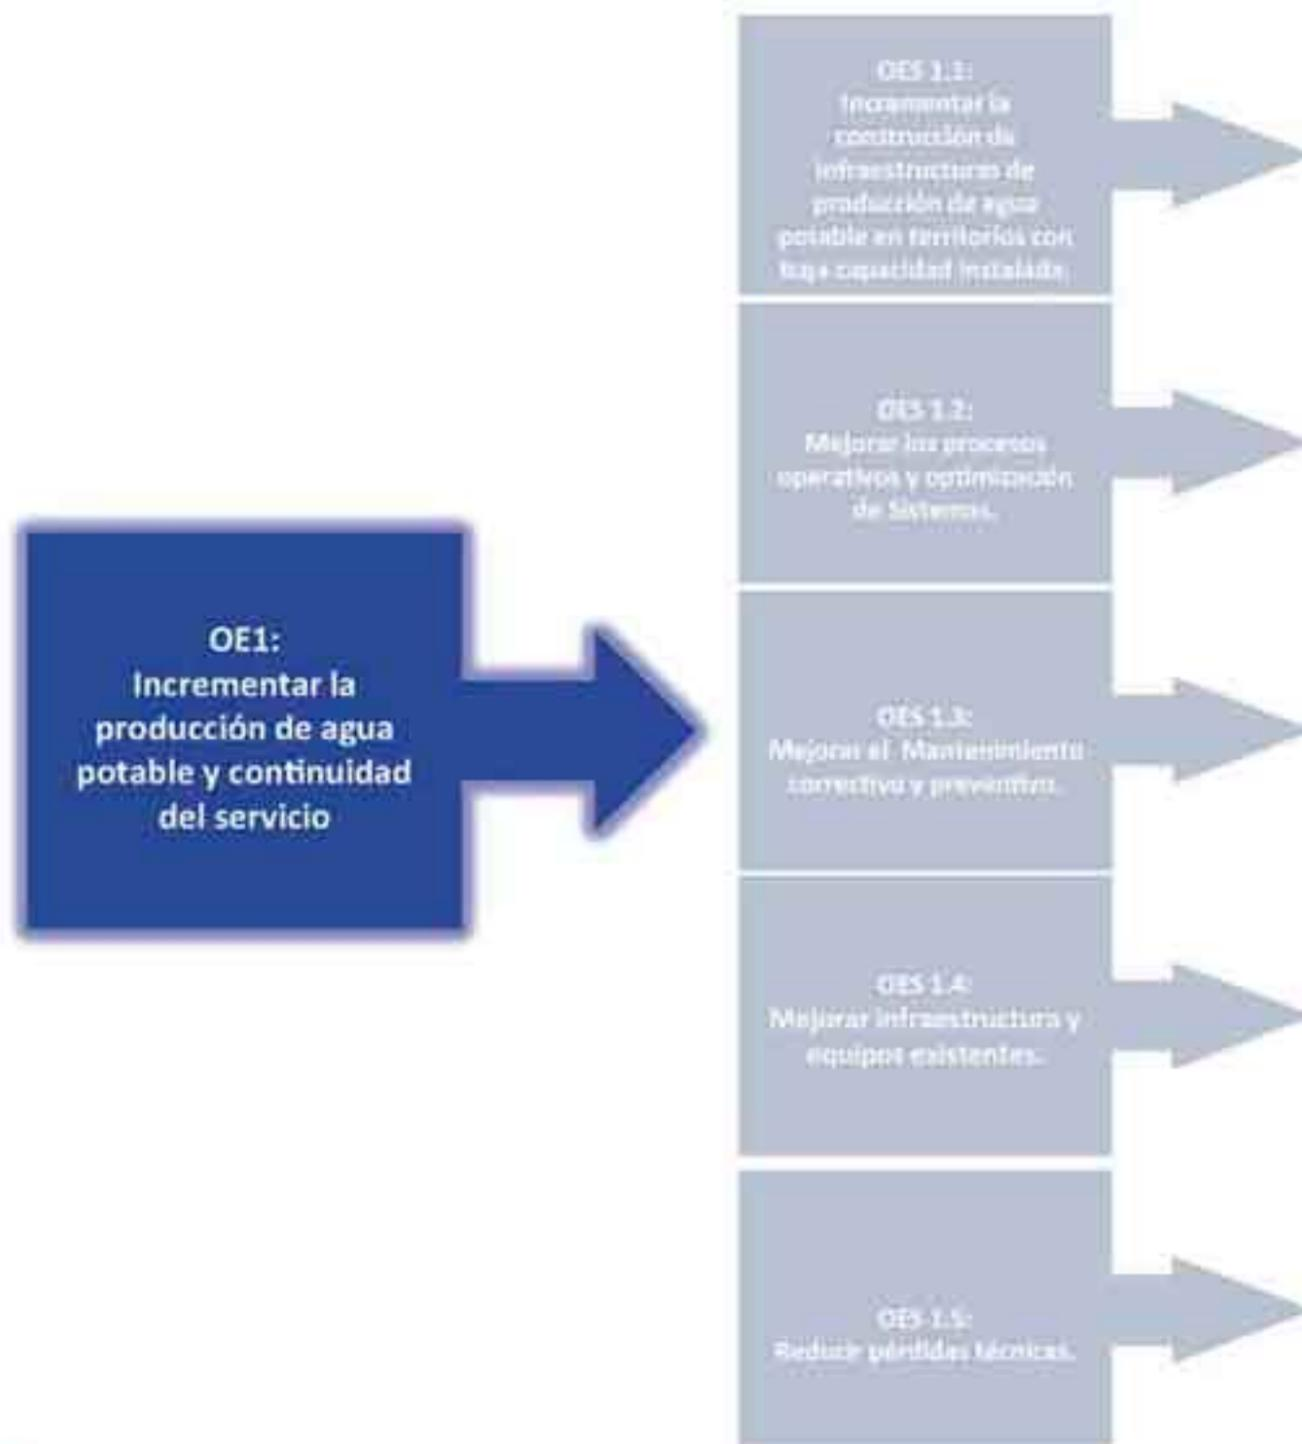 OE1:
Incrementar la
producción de agua
potable y continuidad
del servicio
OES 1.1:
Incrementar la
construcción de
infraestructuras de
producción de agua
potable en territorios con
baja capacidad instalada.
OES 1.2:
Mejorar los procesos
operativos y optimización
de Sistemas.
OES 1.3:
Mejorar el Mantenimiento
correctivo y preventivo.
OES 1.4:
Mejorar infraestructura y
equipos existentes.
OES 1.5:
Reducir pérdidas técnicas.